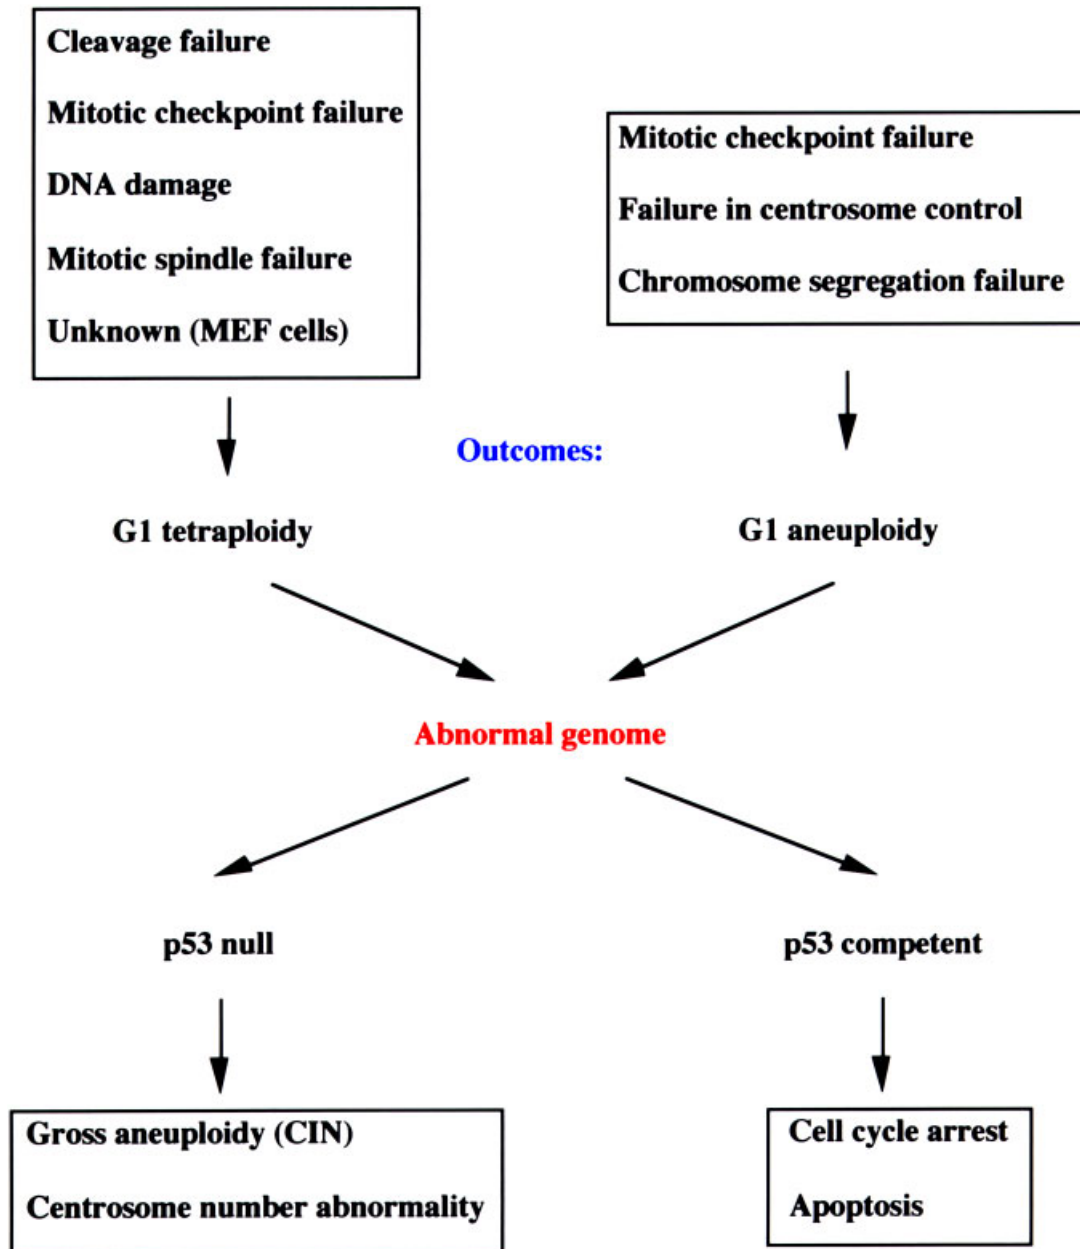 Cleavage failure
Mitotic checkpoint failure
DNA damage
Mitotic spindle failure
Unknown (MEF cells)
Mitotic checkpoint failure
Failure in centrosome control
Chromosome segregation failure
Outcomes:
G1 tetraploidy
G1 aneuploidy
Abnormal genome
p53 null
p53 competent
Gross aneuploidy (CIN)
Centrosome number abnormality
Cell cycle arrest
Apoptosis